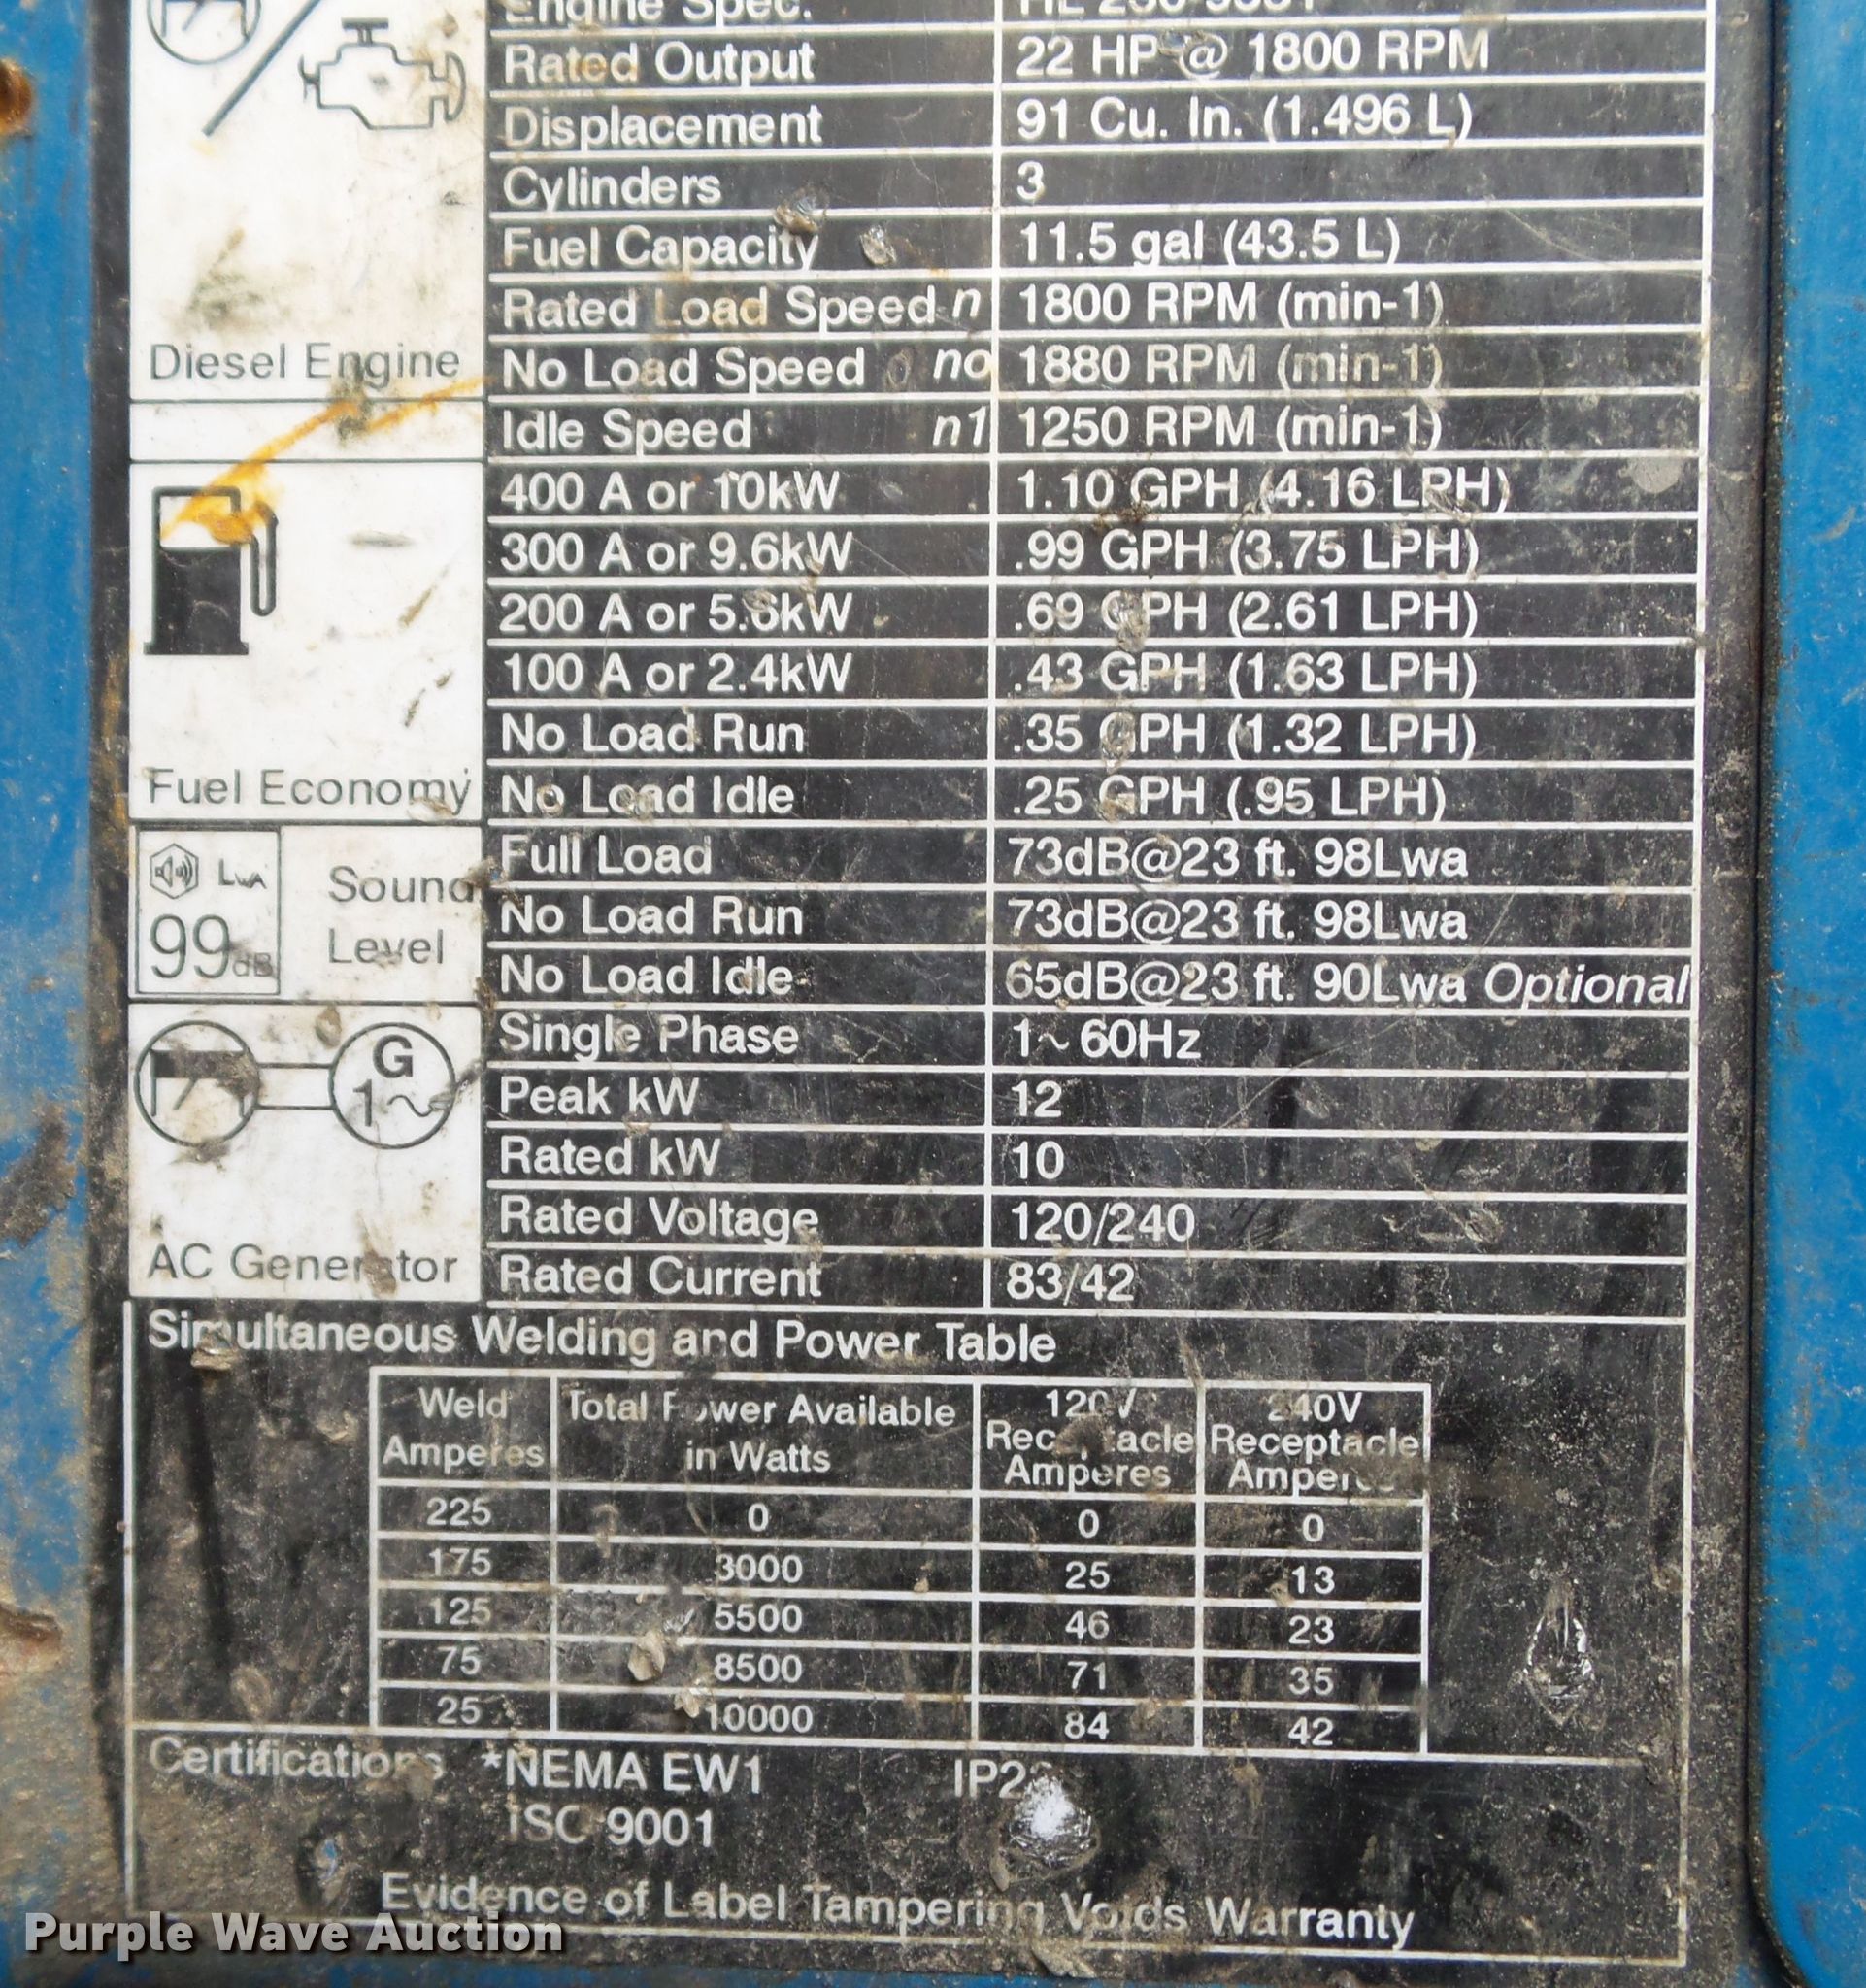 Engine Spec.
Rated Output 22 HP @ 1800 RPM
Displacement 91 Cu. In. (1.496 L)
Cylinders 3
Fuel Capacity 11.5 gal (43.5 L)
Rated Load Speed n 1800 RPM (min-1)
Diesel Engine
No Load Speed no 1880 RPM (min-1)
Idle Speed n1 1250 RPM (min-1)
400 A or 10kW 1.10 GPH (4.16 LPH)
300 A or 9.6kW .99 GPH (3.75 LPH)
200 A or 5.6kW .69 GPH (2.61 LPH)
100 A or 2.4kW .43 GPH (1.63 LPH)
No Load Run .35 GPH (1.32 LPH)
Fuel Economy
No Load Idle .25 GPH (.95 LPH)
LWA
99dB
Sound
Level
Full Load 73dB@23 ft. 98Lwa
No Load Run 73dB@23 ft. 98Lwa
No Load Idle 65dB@23 ft. 90Lwa Optional
G
1~
Single Phase 1~ 60Hz
Peak kW 12
Rated kW 10
Rated Voltage 120/240
AC Generator
Rated Current 83/42
Simultaneous Welding and Power Table
Weld Amperes
Total Power Available in Watts
120V Receptacle Amperes
240V Receptacle Amperes
225 0 0 0
175 3000 25 13
125 5500 46 23
75 8500 71 35
25 10000 84 42
Certifications *NEMA EW1
ISO 9001
Evidence of Label Tampering Voids Warranty
Purple Wave Auction